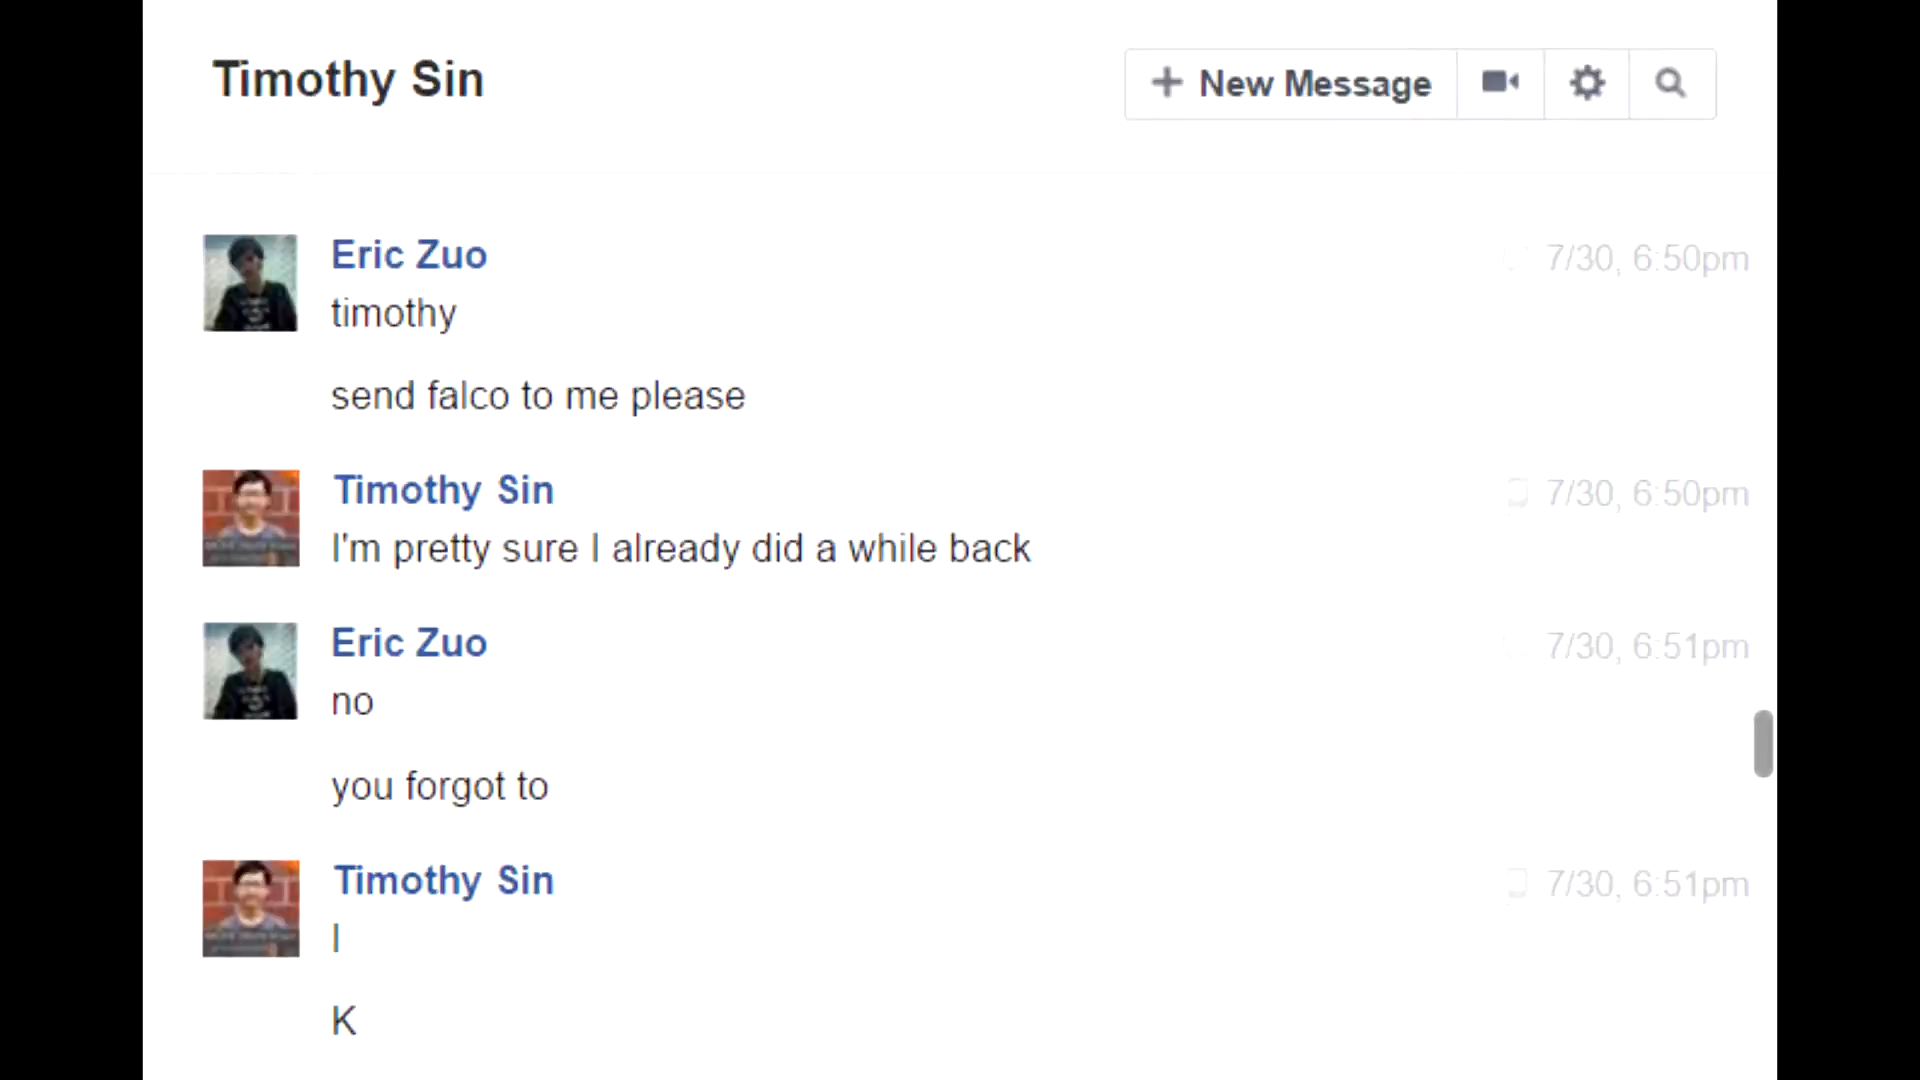 Timothy Sin
New Message
Eric Zuo
7/30, 6:50pm
timothy
send falco to me please
Timothy Sin
7/30, 6:50pm
I'm pretty sure I already did a while back
Eric Zuo
7/30, 6:51pm
no
you forgot to
Timothy Sin
7/30, 6:51pm
I
K